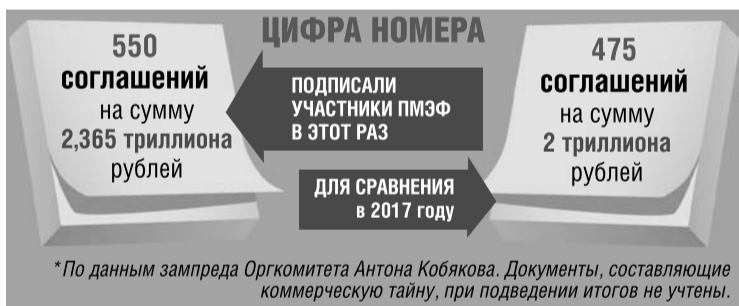 ЦИФРА НОМЕРА
550
соглашений
на сумму
2,365 триллиона
рублей
ПОДПИСАЛИ
УЧАСТНИКИ ПМЭФ
В ЭТОТ РАЗ
475
соглашений
на сумму
2 триллиона
рублей
ДЛЯ СРАВНЕНИЯ
в 2017 году
*По данным зампреда Оргкомитета Антона Кобякова. Документы, составляющие
коммерческую тайну, при подведении итогов не учтены.